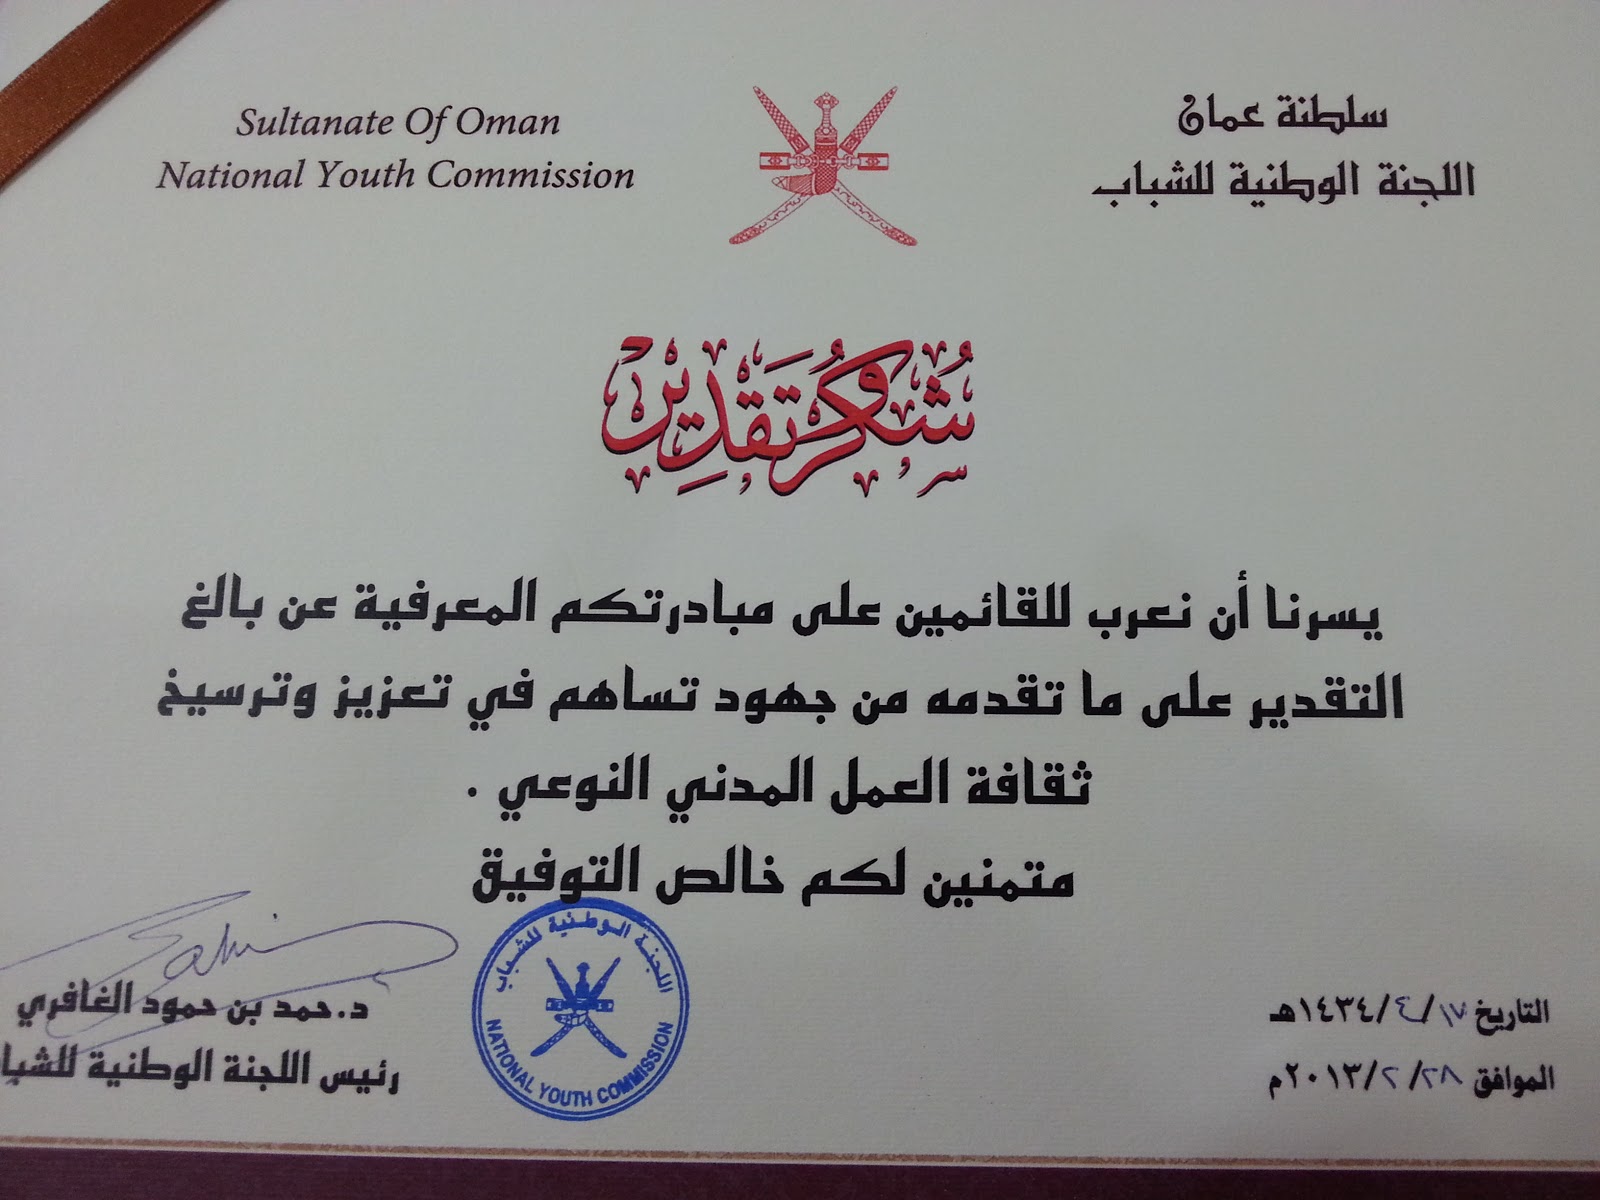 Sultanate Of Oman
National Youth Commission
سلطنة عمان
اللجنة الوطنية للشباب
شُكرٌ وَتَقدِير
يسرنا أن نعرب للقائمين على مبادرتكم المعرفية عن بالغ
التقدير على ما تقدمه من جهود تساهم في تعزيز وترسيخ
ثقافة العمل المدني النوعي .
متمنين لكم خالص التوفيق
د.حمد بن حمود الغافري
رئيس اللجنة الوطنية للشبا
اللجنة الوطنية للشباب
NATIONAL YOUTH COMMISSION
التاريخ ١٧/٤/١٤٣٤هـ
الموافق ٢٨/٢/٢٠١٣م